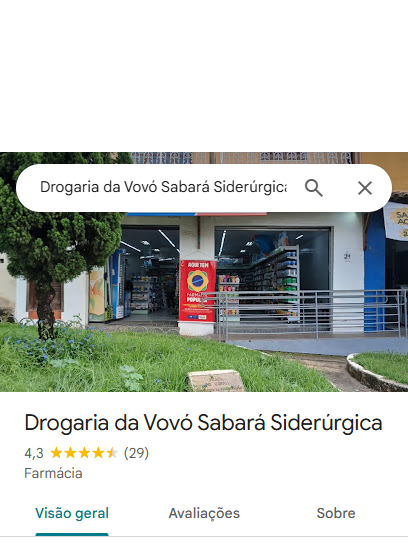 Drogaria da Vovó Sabará Siderúrgica
AQUI TEM
FARMÁCIA
POPULAR
Drogaria da Vovó Sabará Siderúrgica
4,3 (29)
Farmácia
Visão geral
Avaliações
Sobre